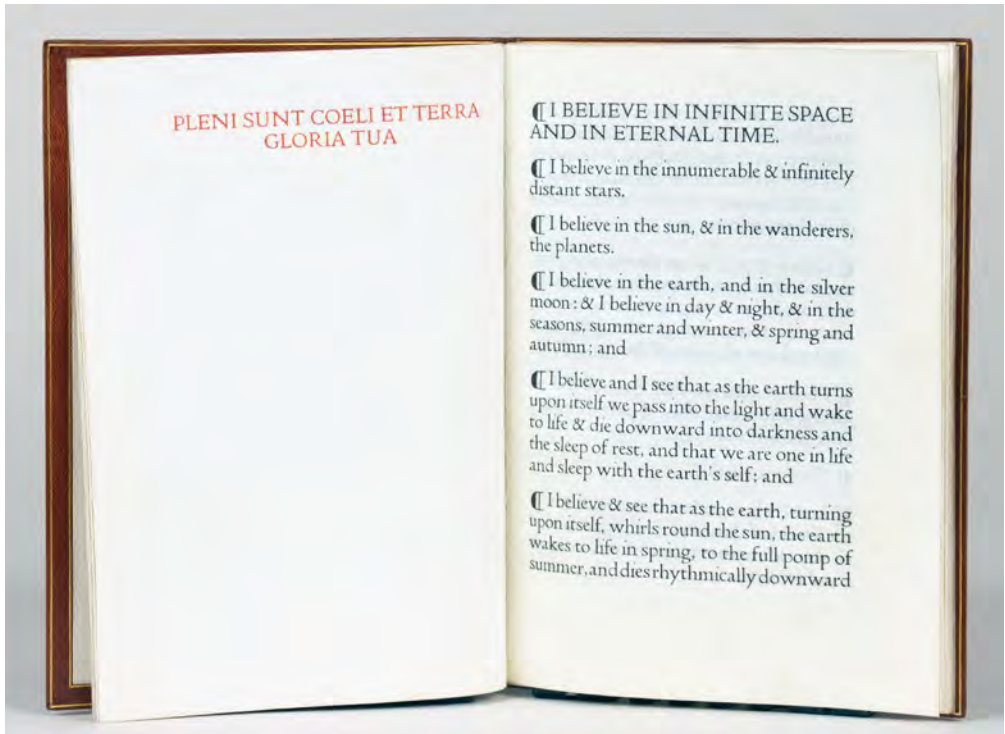 PLENI SUNT COELI ET TERRA
GLORIA TUA
⁋ I BELIEVE IN INFINITE SPACE
AND IN ETERNAL TIME.
⁋ I believe in the innumerable & infinitely
distant stars.
⁋ I believe in the sun, & in the wanderers,
the planets.
⁋ I believe in the earth, and in the silver
moon: & I believe in day & night, & in the
seasons, summer and winter, & spring and
autumn; and
⁋ I believe and I see that as the earth turns
upon itself we pass into the light and wake
to life & die downward into darkness and
the sleep of rest, and that we are one in life
and sleep with the earth's self; and
⁋ I believe & see that as the earth, turning
upon itself, whirls round the sun, the earth
wakes to life in spring, to the full pomp of
summer, and dies rhythmically downward